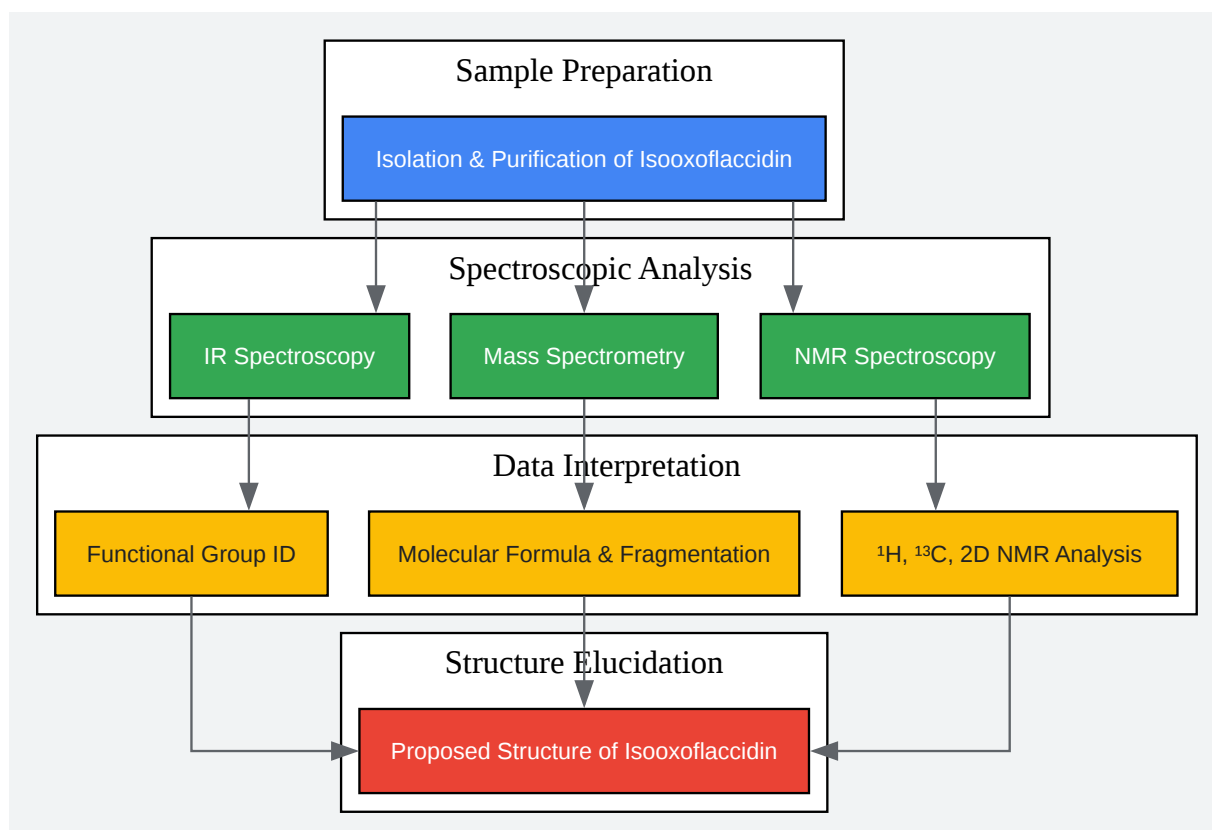 Sample Preparation
Isolation & Purification of Isooxoflaccidin
Spectroscopic Analysis
IR Spectroscopy
Mass Spectrometry
NMR Spectroscopy
Data Interpretation
Functional Group ID
Molecular Formula & Fragmentation
¹H, ¹³C, 2D NMR Analysis
Structure Elucidation
Proposed Structure of Isooxoflaccidin